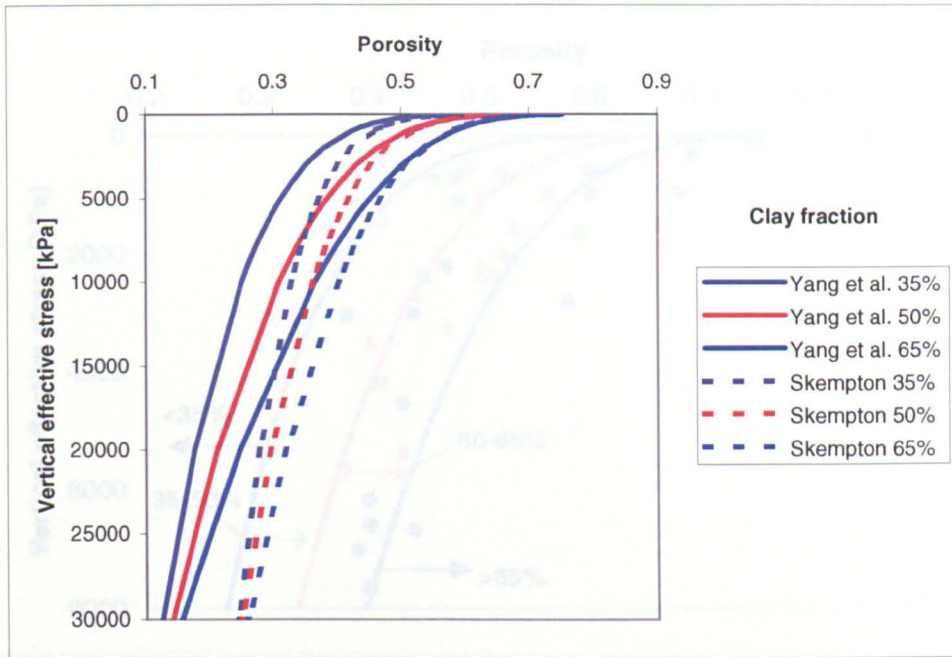 Porosity
0.1 0.3 0.5 0.7 0.9
Vertical effective stress [kPa]
0
5000
10000
15000
20000
25000
30000
Clay fraction
Yang et al. 35%
Yang et al. 50%
Yang et al. 65%
Skempton 35%
Skempton 50%
Skempton 65%